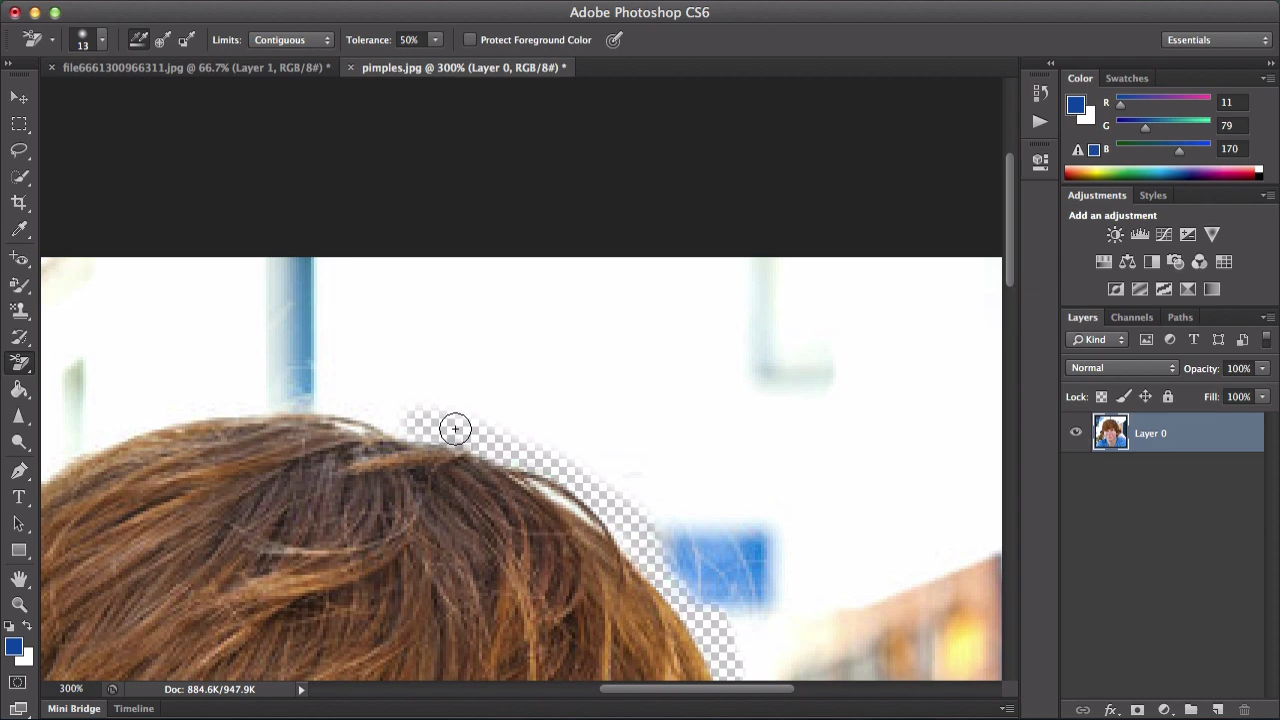 Adobe Photoshop CS6
13
Limits: Contiguous Tolerance: 50% Protect Foreground Color Essentials
file6661300966311.jpg @ 66.7% (Layer 1, RGB/8#) * pimples.jpg @ 300% (Layer 0, RGB/8#) *
Color Swatches
R 11
G 79
B 170
Adjustments Styles
Add an adjustment
Layers Channels Paths
Kind
Normal Opacity: 100%
Lock: Fill: 100%
Layer 0
300% Doc: 884.6K/947.9K
Mini Bridge Timeline